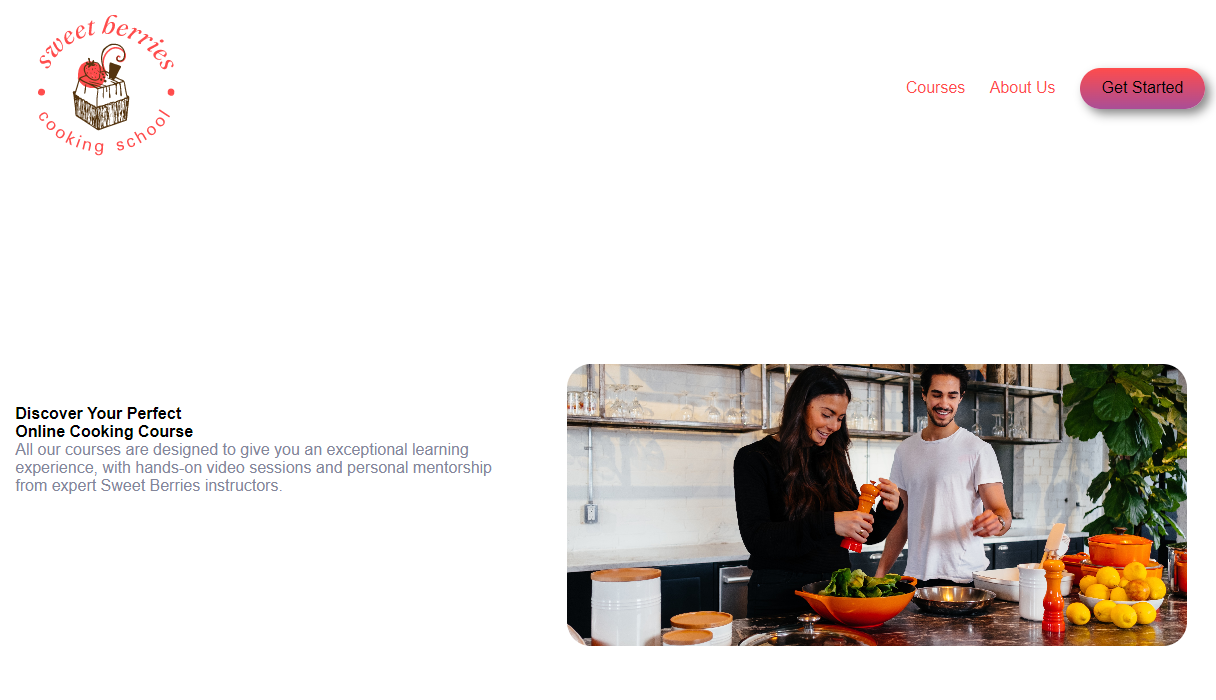 sweet berries
cooking school
Courses
About Us
Get Started
Discover Your Perfect
Online Cooking Course
All our courses are designed to give you an exceptional learning
experience, with hands-on video sessions and personal mentorship
from expert Sweet Berries instructors.